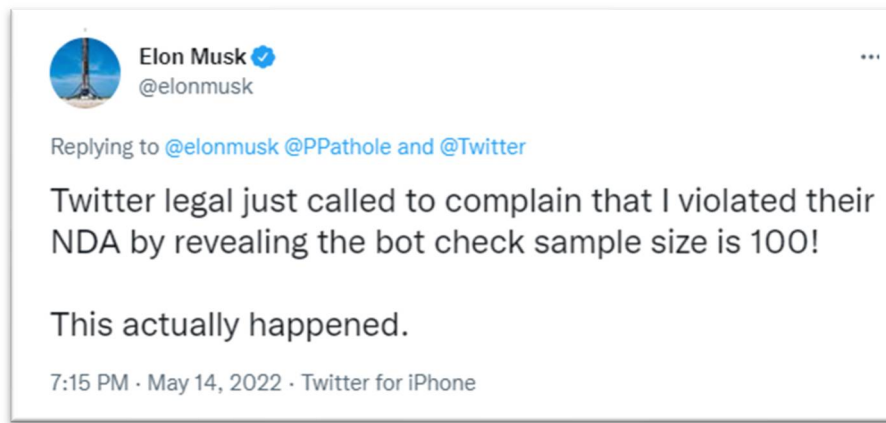 Elon Musk
@elonmusk
Replying to @elonmusk @PPathole and @Twitter
Twitter legal just called to complain that I violated their
NDA by revealing the bot check sample size is 100!
This actually happened.
7:15 PM · May 14, 2022 · Twitter for iPhone